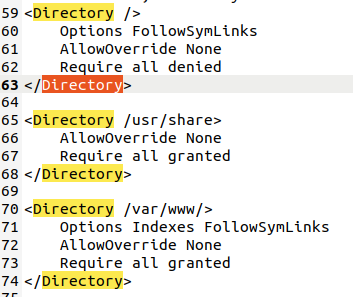 59 <Directory />
60     Options FollowSymLinks
61     AllowOverride None
62     Require all denied
63 </Directory>
64
65 <Directory /usr/share>
66     AllowOverride None
67     Require all granted
68 </Directory>
69
70 <Directory /var/www/>
71     Options Indexes FollowSymLinks
72     AllowOverride None
73     Require all granted
74 </Directory>